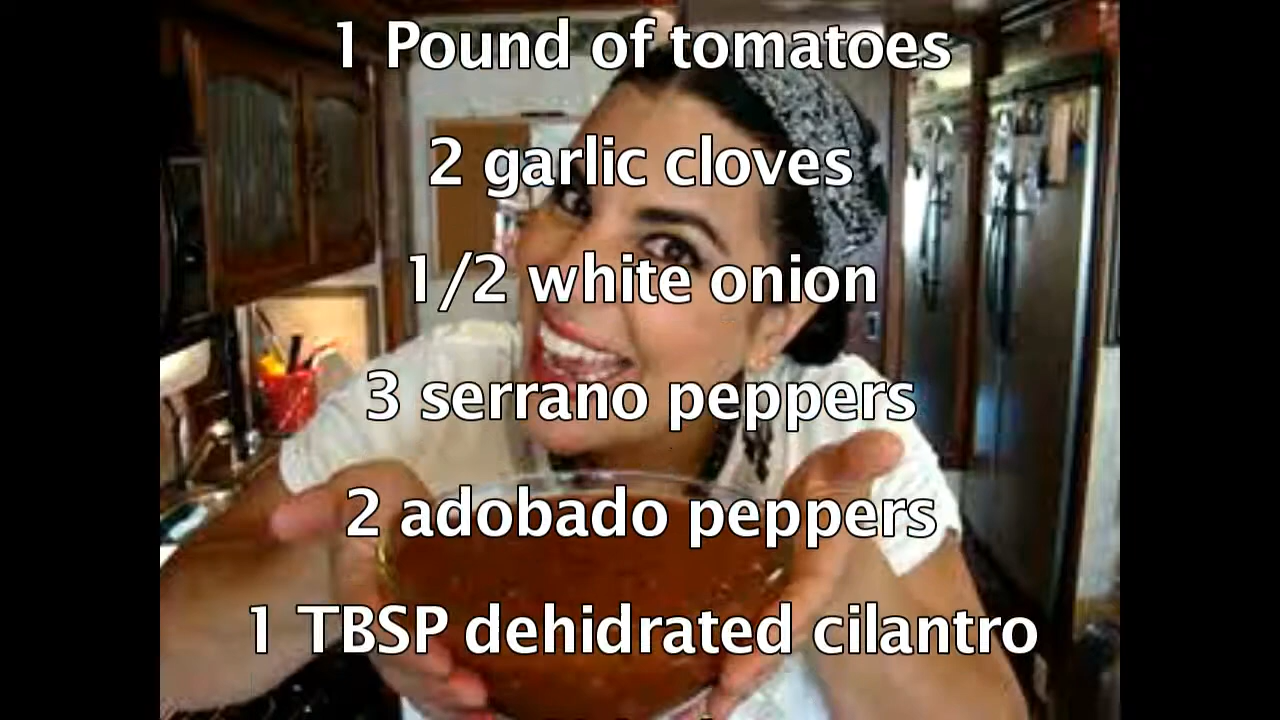 1 Pound of tomatoes
2 garlic cloves
1/2 white onion
3 serrano peppers
2 adobado peppers
1 TBSP dehidrated cilantro